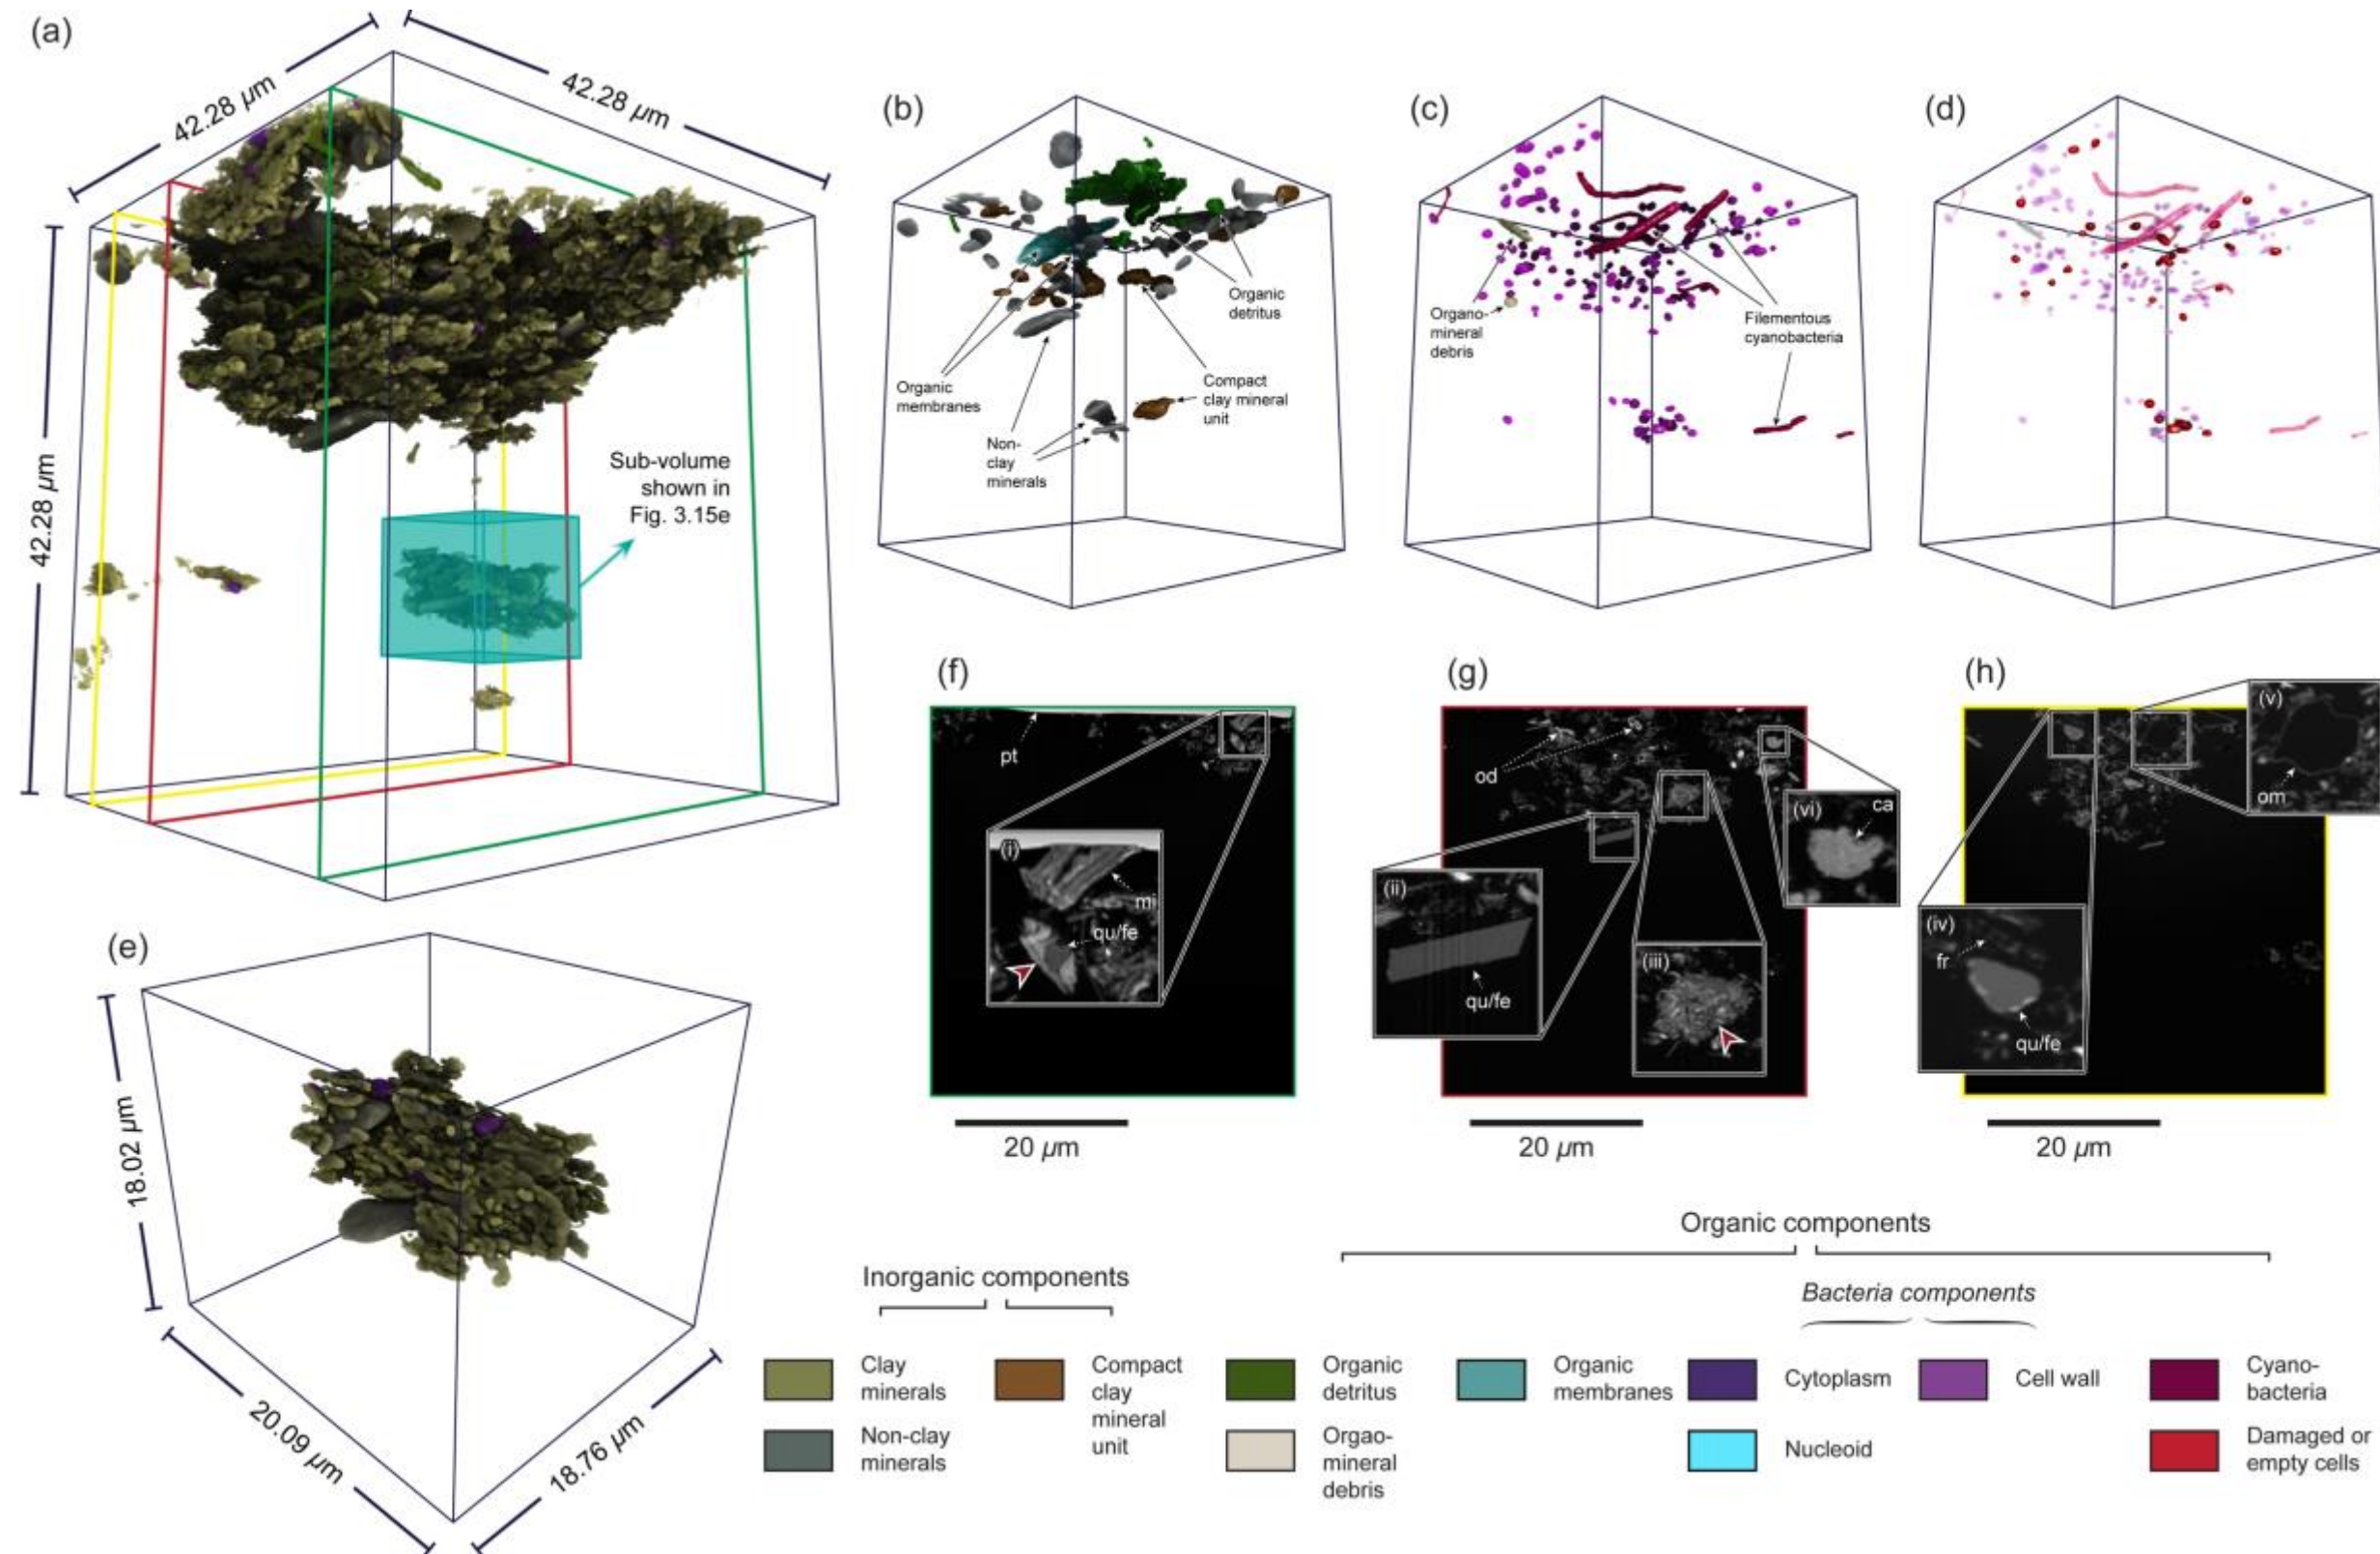 (a)
42.28 µm
42.28 µm
42.28 µm
Sub-volume
shown in
Fig. 3.15e
(b)
Organic
detritus
Organic
membranes
Compact
clay mineral
unit
Non-
clay
minerals
(c)
Organo-
mineral
debris
Filementous
cyanobacteria
(d)
(e)
18.02 µm
20.09 µm
18.76 µm
(f)
pt
(i)
mi
qu/fe
20 µm
(g)
od
(ii)
qu/fe
(iii)
(vi)
ca
20 µm
(h)
(v)
om
(iv)
fr
qu/fe
20 µm
Inorganic components
Organic components
Bacteria components
Clay
minerals
Non-clay
minerals
Compact
clay
mineral
unit
Organic
detritus
Orgao-
mineral
debris
Organic
membranes
Cytoplasm
Nucleoid
Cell wall
Cyano-
bacteria
Damaged or
empty cells